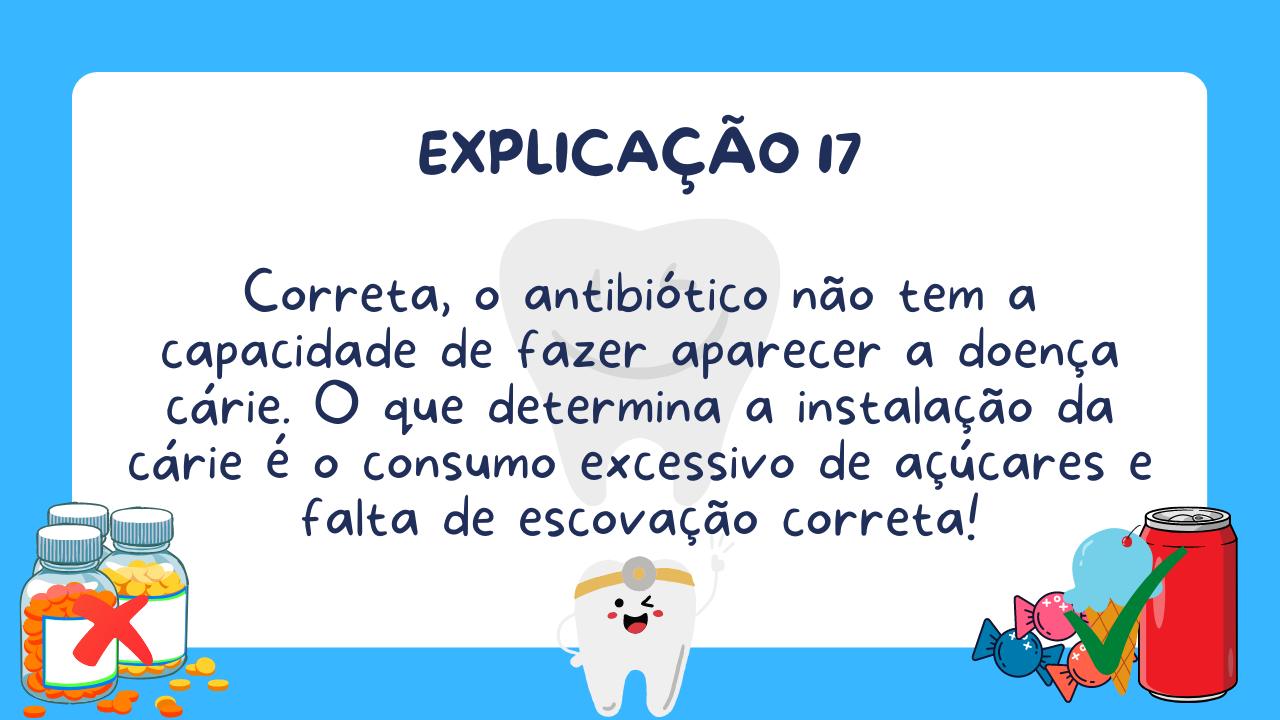 EXPLICAÇÃO 17
Correta, o antibiótico não tem a
capacidade de fazer aparecer a doença
cárie. O que determina a instalação da
cárie é o consumo excessivo de açúcares e
falta de escovação correta!